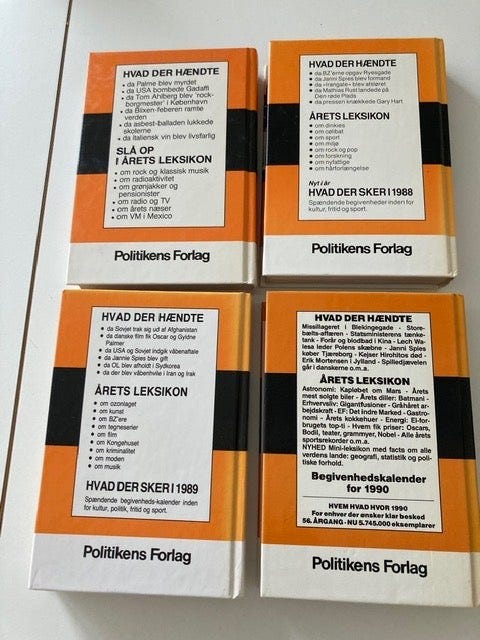 HVAD DER HÆNDTE
• da Palme blev myrdet
• da USA bombede Gadaffi
• da Tom Ahlberg blev 'rock-
borgmester' i København
• da Blixen-feberen ramte
verden
• da asbest-balladen lukkede
skolerne
• da italiensk vin blev livsfarlig
SLÅ OP
I ÅRETS LEKSIKON
• om rock og klassisk musik
• om radioaktivitet
• om grønjakker og
pensionister
• om radio og TV
• om årets næser
• om VM i Mexico
Politikens Forlag
HVAD DER HÆNDTE
• da BZ'erne opgav Ryesgade
• da Janni Spies blev formand
• da «Irangate» blev afsløret
• da Mathias Rust landede på
Den røde Plads
• da pressen knækkede Gary Hart
ÅRETS LEKSIKON
• om dinkies
• om cølibat
• om sport
• om miljø
• om rock og pop
• om forskning
• om nyfattige
• om hårforlængelse
Nyt i år
HVAD DER SKER I 1988
Spændende begivenheder inden for
kultur, fritid og sport.
Politikens Forlag
HVAD DER HÆNDTE
• da Sovjet trak sig ud af Afghanistan
• da danske film fik Oscar og Gyldne
Palmer
• da USA og Sovjet indgik våbenaftale
• da Jannie Spies blev gift
• da OL blev afholdt i Sydkorea
• da der blev våbenhvile i Iran og Irak
ÅRETS LEKSIKON
• om ozonlaget
• om kunst
• om BZ'ere
• om tegneserier
• om film
• om Kongehuset
• om kriminalitet
• om moden
• om musik
HVAD DER SKER I 1989
Spændende begivenheds-kalender inden
for kultur, politik, fritid og sport.
Politikens Forlag
HVAD DER HÆNDTE
Missillageret i Blekingegade - Store-
bælts-affæren - Statsministerens tænke-
tank - Forår og blodbad i Kina - Lech Wa-
lesa leder Polens skæbne - Janni Spies
køber Tjæreborg - Kejser Hirohitos død -
Erik Mortensen i Jylland - Spilledjævelen
går i danskerne o.m.a.
ÅRETS LEKSIKON
Astronomi: Kapløbet om Mars - Årets
mest solgte biler - Årets diller: Batman -
Erhvervsliv: Gigantfusioner - Gråhåret ar-
bejdskraft - EF: Det Indre Marked - Gastro-
nomi: Årets kokkehuer - Energi: El-for-
brugets top-ti - Hvem fik priser: Oscars,
Bodil, teater, grammyer, Nobel - Alle årets
sportsrekorder o.m.a.
NYHED Mini-leksikon med facts om alle
verdens lande: geografi, statistik og poli-
tiske forhold.
Begivenhedskalender
for 1990
HVEM HVAD HVOR 1990
For enhver der ønsker klar besked
56. ÅRGANG - NU 5.745.000 eksemplarer
Politikens Forlag